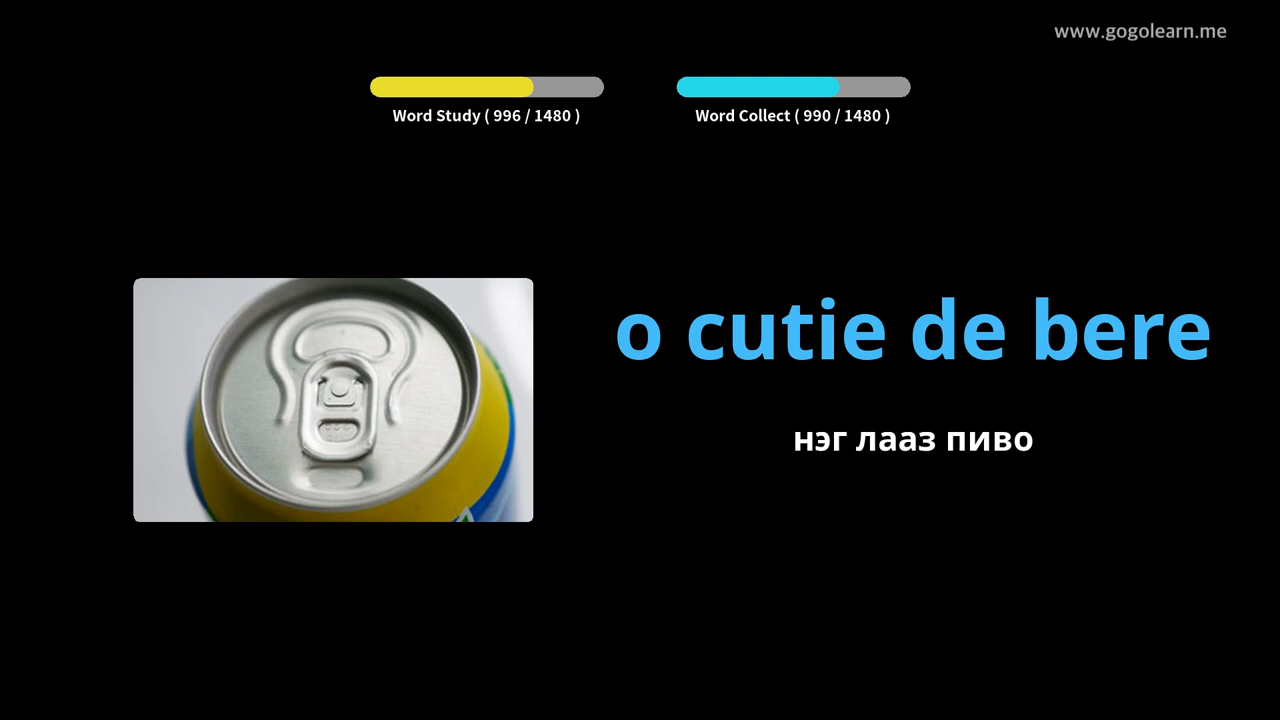 www.gogolearn.me
Word Study ( 996 / 1480 )
Word Collect ( 990 / 1480 )
o cutie de bere
нэг лааз пиво